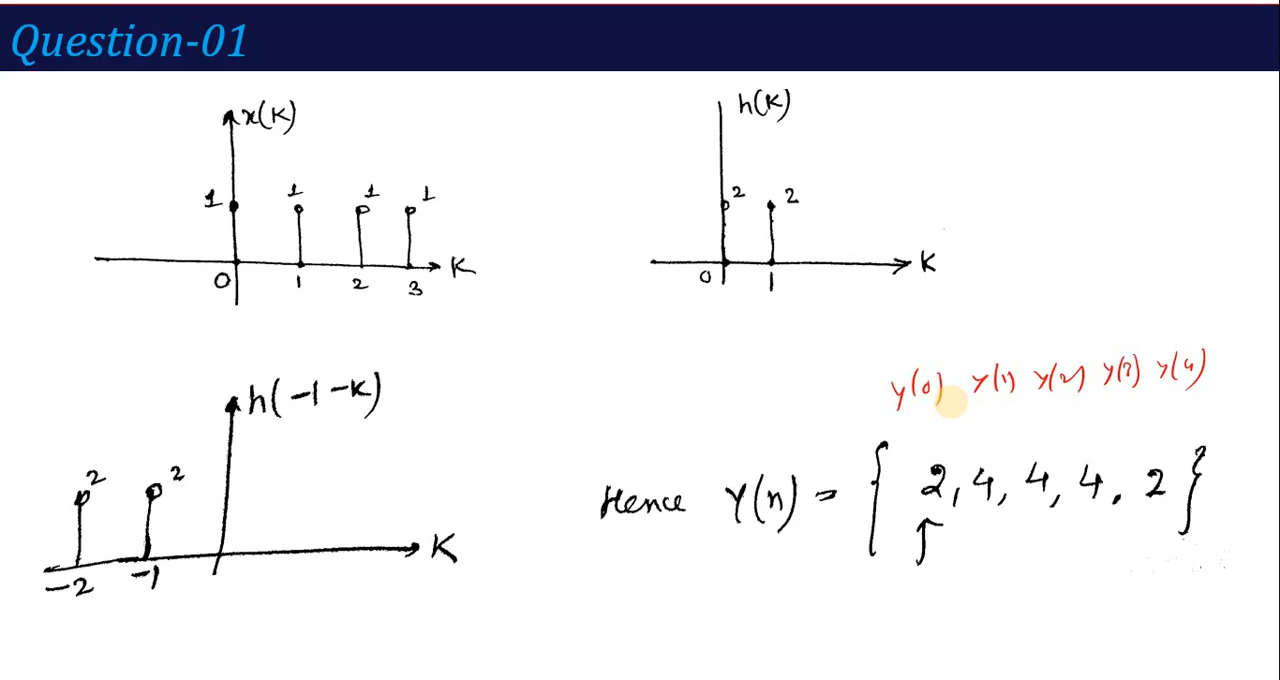 Question-01
x(K)
h(K)
1 1 1 1
2 2
0 1 2 3 K
0 1 K
h(-1-K)
y(0) y(1) y(2) y(3) y(4)
2 2
Hence Y(n) = { 2, 4, 4, 4, 2 }
↑
-2 -1 K